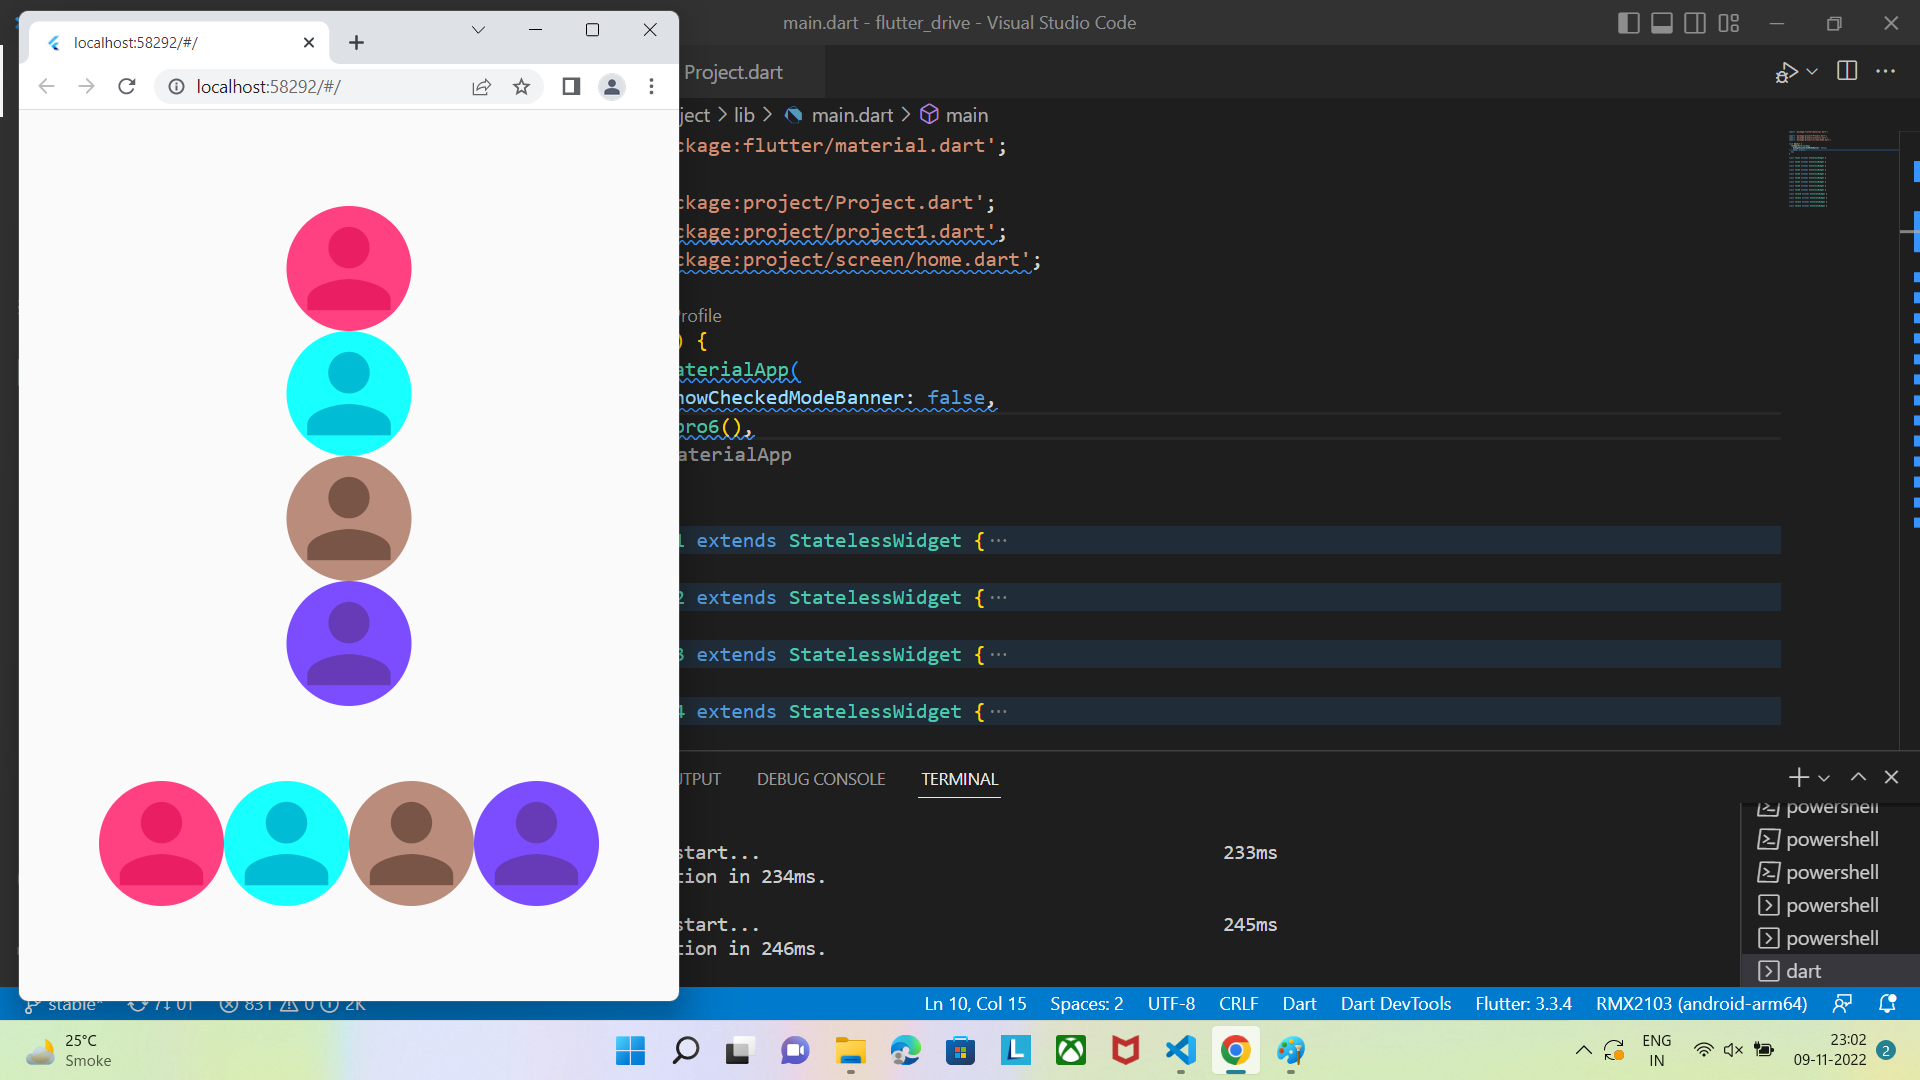 localhost:58292/#/
localhost:58292/#/
main.dart - flutter_drive - Visual Studio Code
Project.dart
ject > lib > main.dart > main
ckage:flutter/material.dart';
ckage:project/Project.dart';
ckage:project/project1.dart';
ckage:project/screen/home.dart';
rofile
) {
aterialApp(
howCheckedModeBanner: false,
pro6(),
aterialApp
1 extends StatelessWidget {···
2 extends StatelessWidget {···
3 extends StatelessWidget {···
4 extends StatelessWidget {···
UTPUT DEBUG CONSOLE TERMINAL
start... 233ms
tion in 234ms.
start... 245ms
tion in 246ms.
powershell
powershell
powershell
powershell
powershell
dart
stable* 831 0 2K
Ln 10, Col 15 Spaces: 2 UTF-8 CRLF Dart Dart DevTools Flutter: 3.3.4 RMX2103 (android-arm64)
25°C
Smoke
ENG
IN
23:02
09-11-2022
2